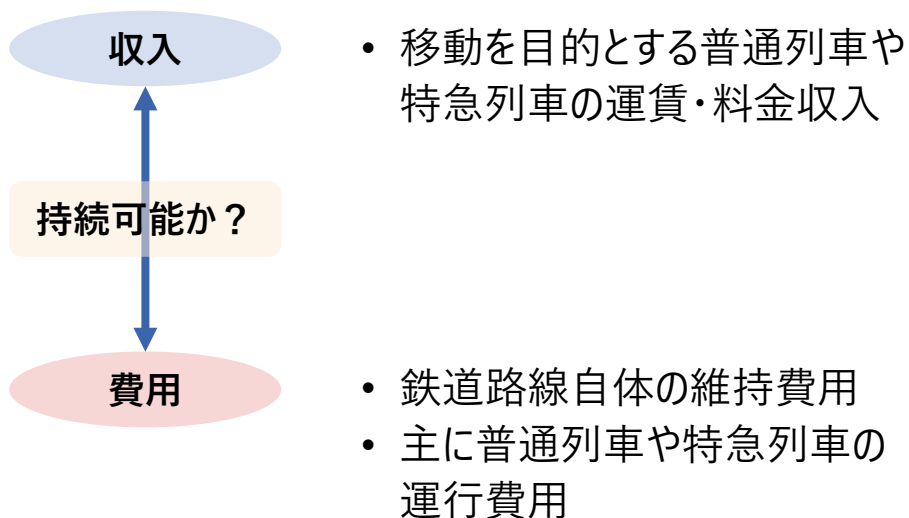 収入
• 移動を目的とする普通列車や
特急列車の運賃・料金収入
持続可能か？
費用
• 鉄道路線自体の維持費用
• 主に普通列車や特急列車の
運行費用